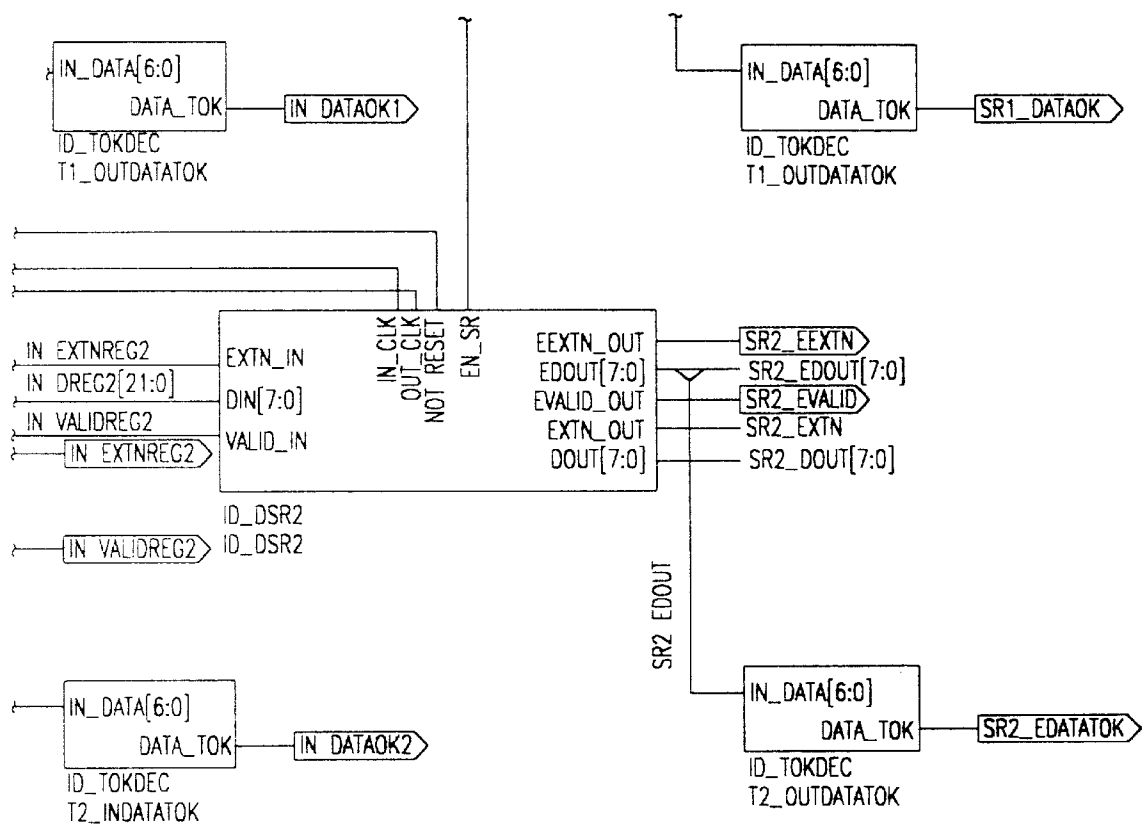 IN_DATA[6:0]
DATA_TOK
IN DATAOK1
ID_TOKDEC
T1_OUTDATATOK
IN_DATA[6:0]
DATA_TOK
SR1_DATAOK
ID_TOKDEC
T1_OUTDATATOK
IN_CLK
OUT_CLK
NOT RESET
EN_SR
IN EXTNREG2
IN DREG2[21:0]
IN VALIDREG2
IN EXTNREG2
EXTN_IN
DIN[7:0]
VALID_IN
EEXTN_OUT
EDOUT[7:0]
EVALID_OUT
EXTN_OUT
DOUT[7:0]
SR2_EEXTN
SR2_EDOUT[7:0]
SR2_EVALID
SR2_EXTN
SR2_DOUT[7:0]
ID_DSR2
ID_DSR2
IN VALIDREG2
SR2 EDOUT
IN_DATA[6:0]
DATA_TOK
IN DATAOK2
ID_TOKDEC
T2_INDATATOK
IN_DATA[6:0]
DATA_TOK
SR2_EDATATOK
ID_TOKDEC
T2_OUTDATATOK